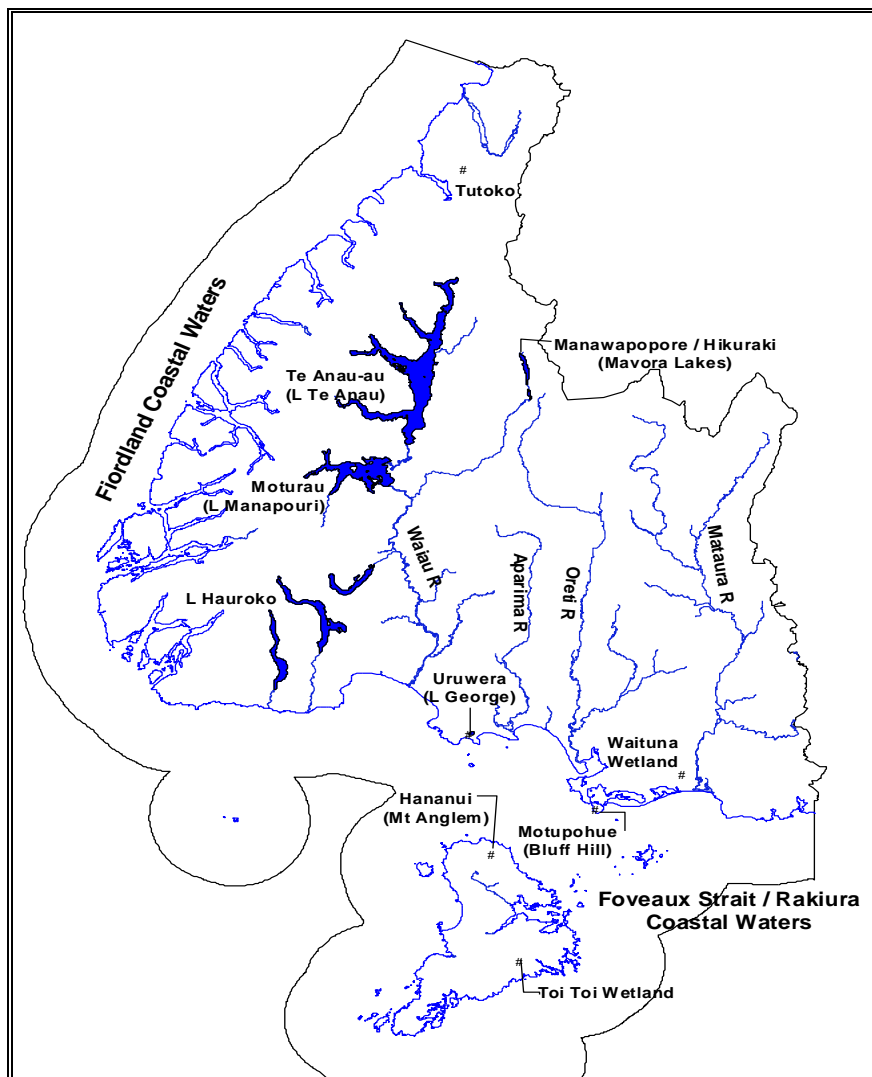 #
Tutoko
Fiordland Coastal Waters
Manawapopore / Hikuraki
(Mavora Lakes)
Te Anau-au
(L Te Anau)
Moturau
(L Manapouri)
Waiau R
Aparima R
Oreti R
Mataura R
L Hauroko
Uruwera
(L George)
#
Waituna
Wetland
#
Hananui
(Mt Anglem)
#
Motupohue
(Bluff Hill)
#
Foveaux Strait / Rakiura
Coastal Waters
#
Toi Toi Wetland